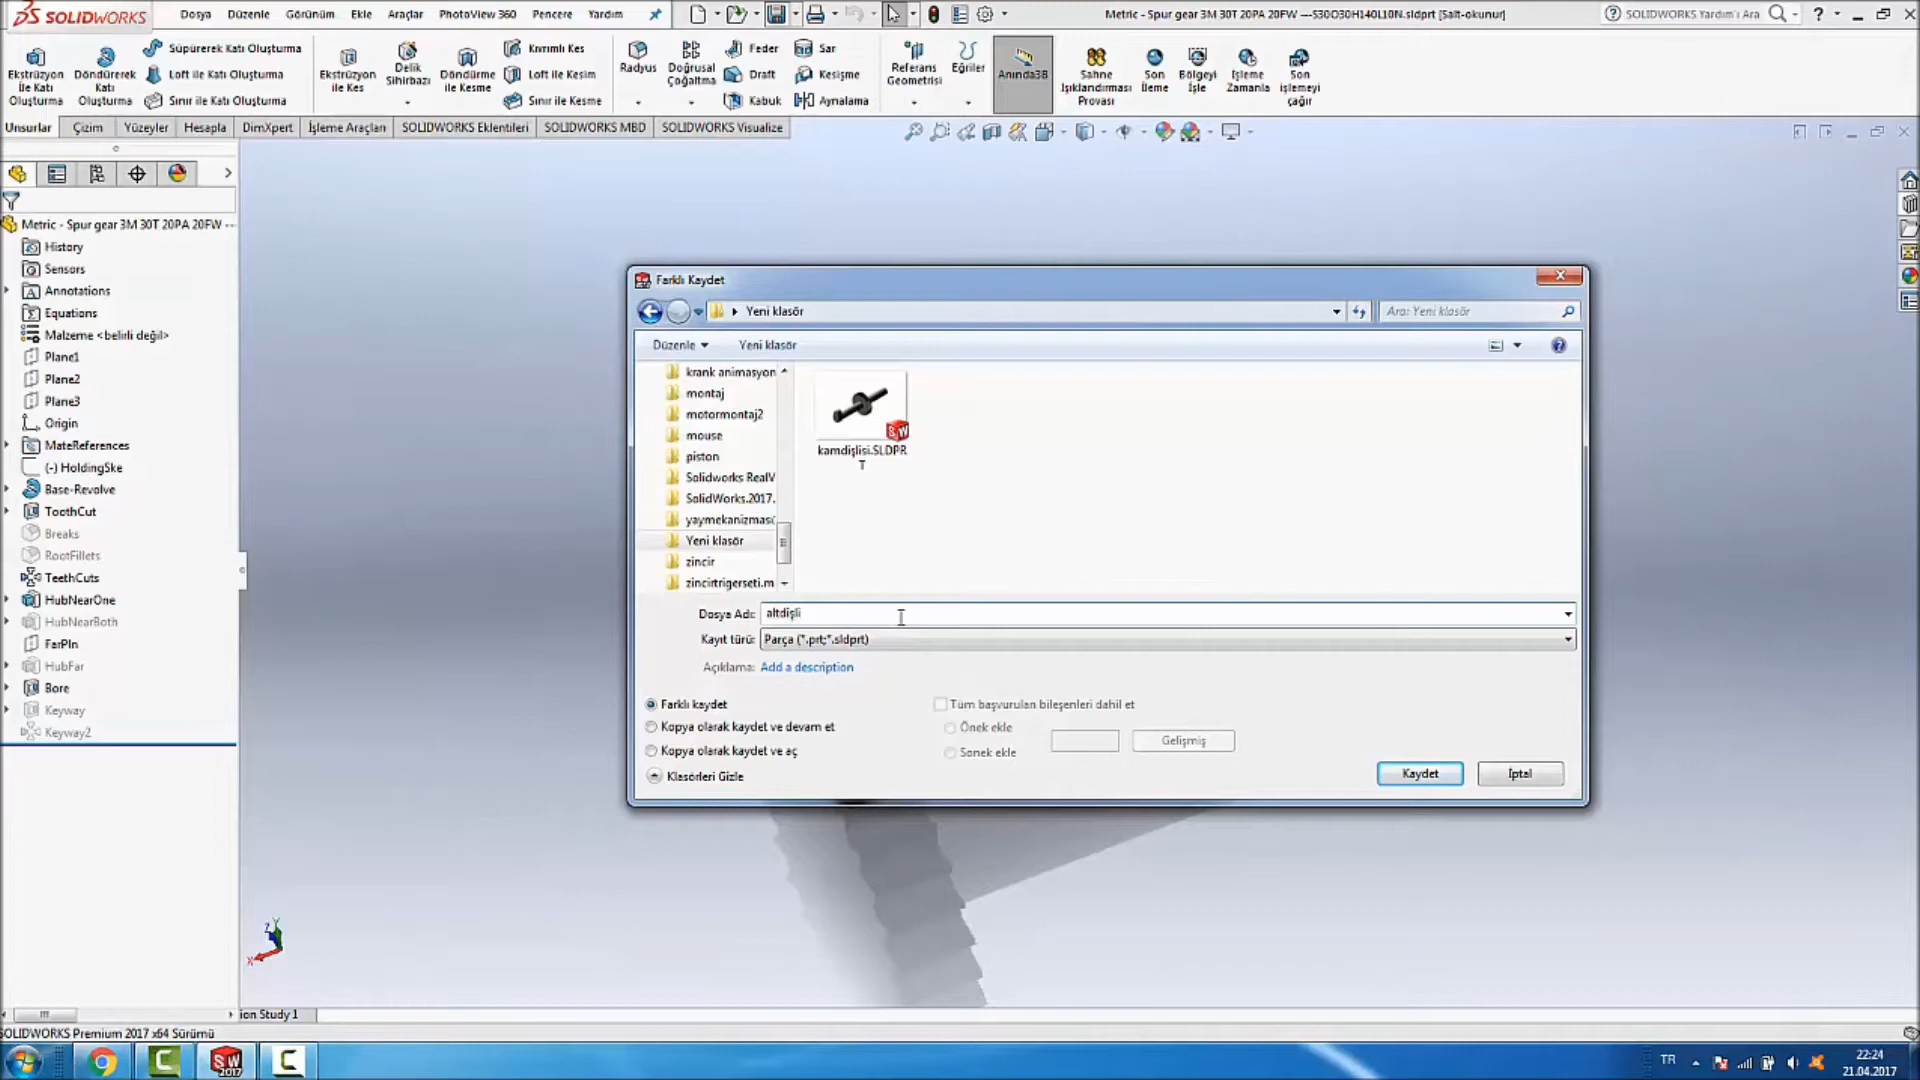 SOLIDWORKS
Dosya Düzenle Görünüm Ekle Araçlar PhotoView 360 Pencere Yardım
Metric - Spur gear 3M 30T 20PA 20FW ---S30O30H140L10N.sldprt [Salt-okunur]
SOLIDWORKS Yardım'ı Ara
Ekstrüzyon
İle Katı
Oluşturma
Döndürerek
Katı
Oluşturma
Süpürerek Katı Oluşturma
Loft ile Katı Oluşturma
Sınır ile Katı Oluşturma
Ekstrüzyon
ile Kes
Delik
Sihirbazı
Döndürme
ile Kesme
Kıvrımlı Kes
Loft ile Kesim
Sınır ile Kesme
Radyus
Doğrusal
Çoğaltma
Feder
Draft
Kabuk
Sar
Kesişme
Aynalama
Referans
Geometrisi
Eğriler
Anında3B
Sahne
Işıklandırması
Provası
Son
İleme
Bölgeyi
İşle
İşleme
Zamanla
Son
işlemeyi
çağır
Unsurlar Çizim Yüzeyler Hesapla DimXpert İşleme Araçları SOLIDWORKS Eklentileri SOLIDWORKS MBD SOLIDWORKS Visualize
Metric - Spur gear 3M 30T 20PA 20FW --
History
Sensors
Annotations
Equations
Malzeme <belirli değil>
Plane1
Plane2
Plane3
Origin
MateReferences
(-) HoldingSke
Base-Revolve
ToothCut
Breaks
RootFillets
TeethCuts
HubNearOne
HubNearBoth
FarPln
HubFar
Bore
Keyway
Keyway2
Farklı Kaydet
Yeni klasör
Ara: Yeni klasör
Düzenle Yeni klasör
krank animasyon
montaj
motormontaj2
mouse
piston
Solidworks RealV
SolidWorks.2017.
yaymekanizması
Yeni klasör
zincir
zincirtrigerseti.m
kamdişlisi.SLDPR
T
Dosya Adı: altdişli
Kayıt türü: Parça (*.prt;*.sldprt)
Açıklama: Add a description
Farklı kaydet
Kopya olarak kaydet ve devam et
Kopya olarak kaydet ve aç
Klasörleri Gizle
Tüm başvurulan bileşenleri dahil et
Önek ekle
Sonek ekle
Gelişmiş
Kaydet İptal
Y
Z
X
ion Study 1
SOLIDWORKS Premium 2017 x64 Sürümü
SW
2017
TR
22:24
21.04.2017